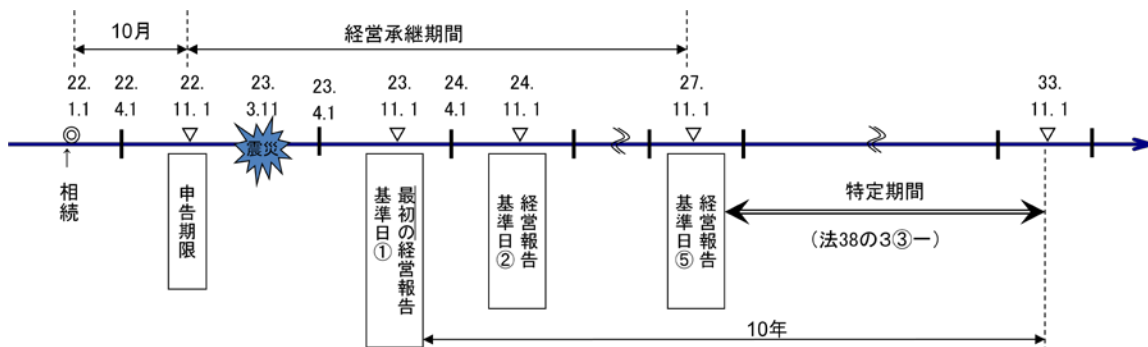 10月
経営承継期間
22.
1.1
22.
4.1
22.
11. 1
23.
3.11
23.
4.1
23.
11. 1
24.
4.1
24.
11. 1
27.
11. 1
33.
11. 1
震災
↑
相続
申告期限
最初の経営報告
基準日①
経営報告
基準日②
経営報告
基準日⑤
特定期間
(法38の3③一)
10年